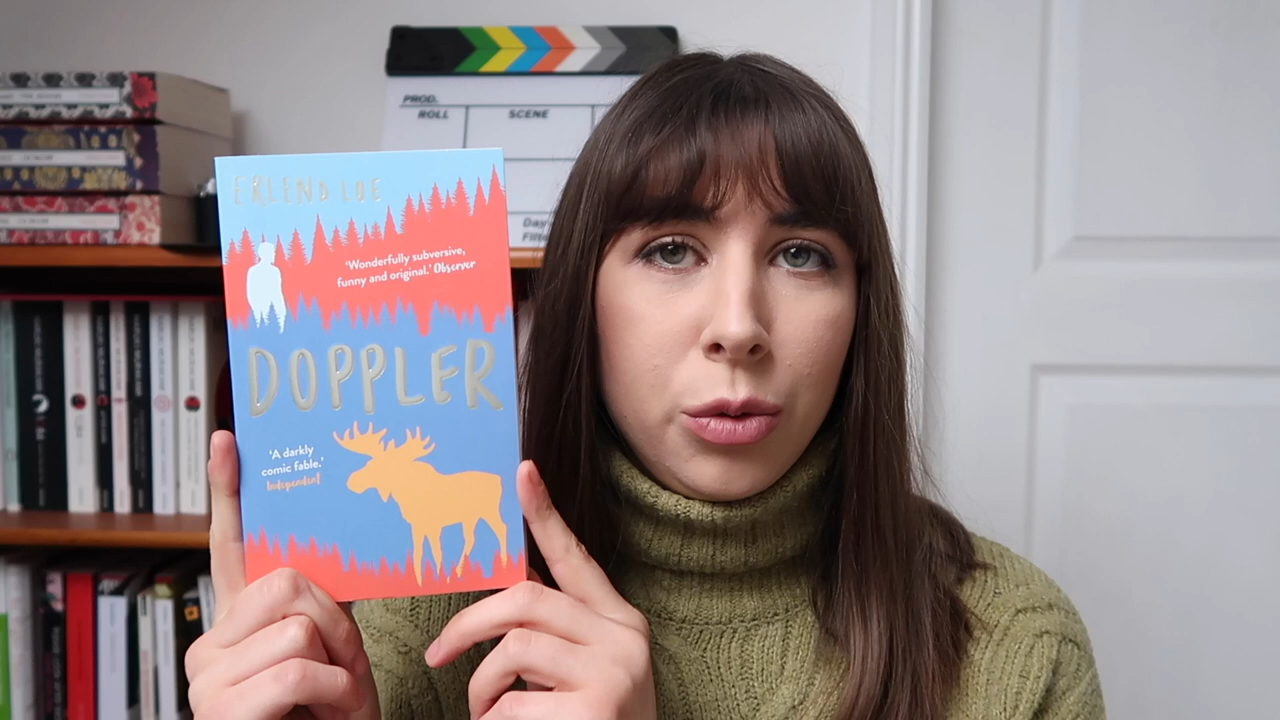 PROD.
ROLL
SCENE
ERLEND LOE
'Wonderfully subversive,
funny and original.' Observer
DOPPLER
'A darkly
comic fable.'
Independent